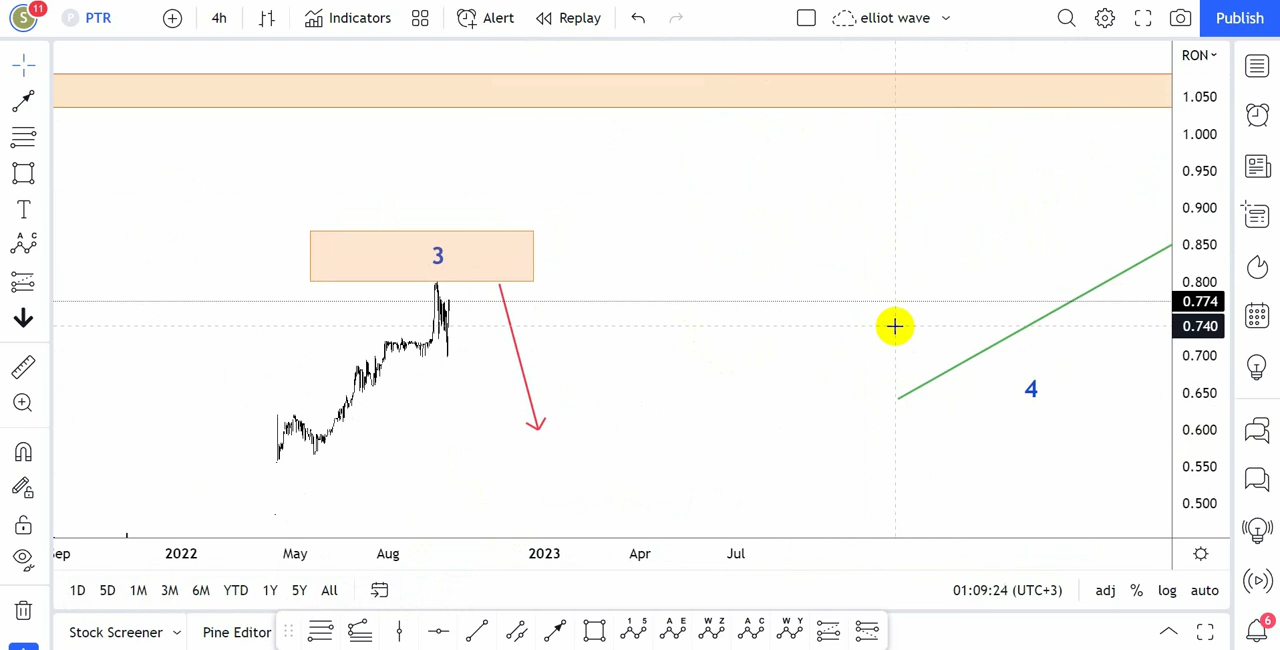 S 11 P PTR 4h Indicators Alert Replay elliot wave Publish
RON
1.050
1.000
0.950
0.900
0.850
0.800
0.774
0.740
0.700
0.650
0.600
0.550
0.500
3
4
Sep 2022 May Aug 2023 Apr Jul
1D 5D 1M 3M 6M YTD 1Y 5Y All 01:09:24 (UTC+3) adj % log auto
Stock Screener Pine Editor 1 5 A E W Z A C W Y
A C
6